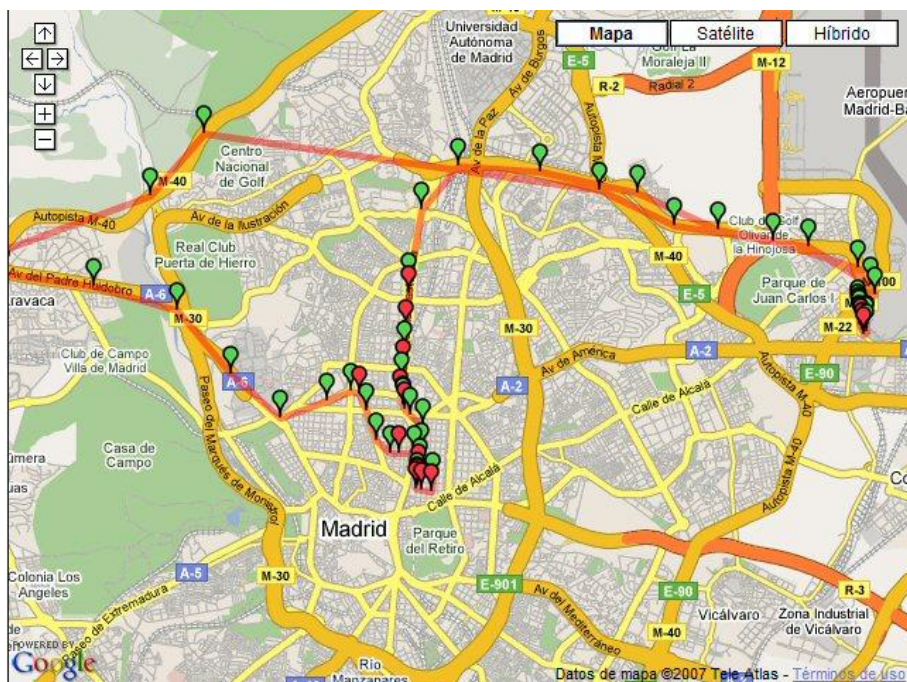 Universidad
Autónoma
de Madrid
Mapa
Satélite
Híbrido
Golf La
Moraleja II
E-5
M-12
R-2
Radial 2
Av de Burgos
Aeropuer
Madrid-Ba
Av de la Paz
Autopista M
Centro
Nacional
de Golf
M-40
Autopista M-40
Av de la Ilustración
Real Club
Puerta de Hierro
Club de Golf
Olivar de
la Hinojosa
M-40
Av del Padre Huidobro
A-6
Aravaca
M-30
Parque de
Juan Carlos I
E-5
M-22
M-30
Club de Campo
Villa de Madrid
A-6
Av de América
A-2
A-2
E-90
Paseo del Marqués de Monistrol
Casa de
Campo
Calle de Alcalá
Autopista M-40
Calle de Alcalá
Autopista M-40
Madrid
Parque
del Retiro
A-5
M-30
Colonia Los
Angeles
Paseo de Extremadura
E-901
Av del Mediterráneo
E-90
R-3
Vicálvaro
Zona Industrial
de Vicálvaro
M-40
POWERED BY
Google
Rio
Manzanares
Datos de mapa ©2007 Tele Atlas - Términos de uso